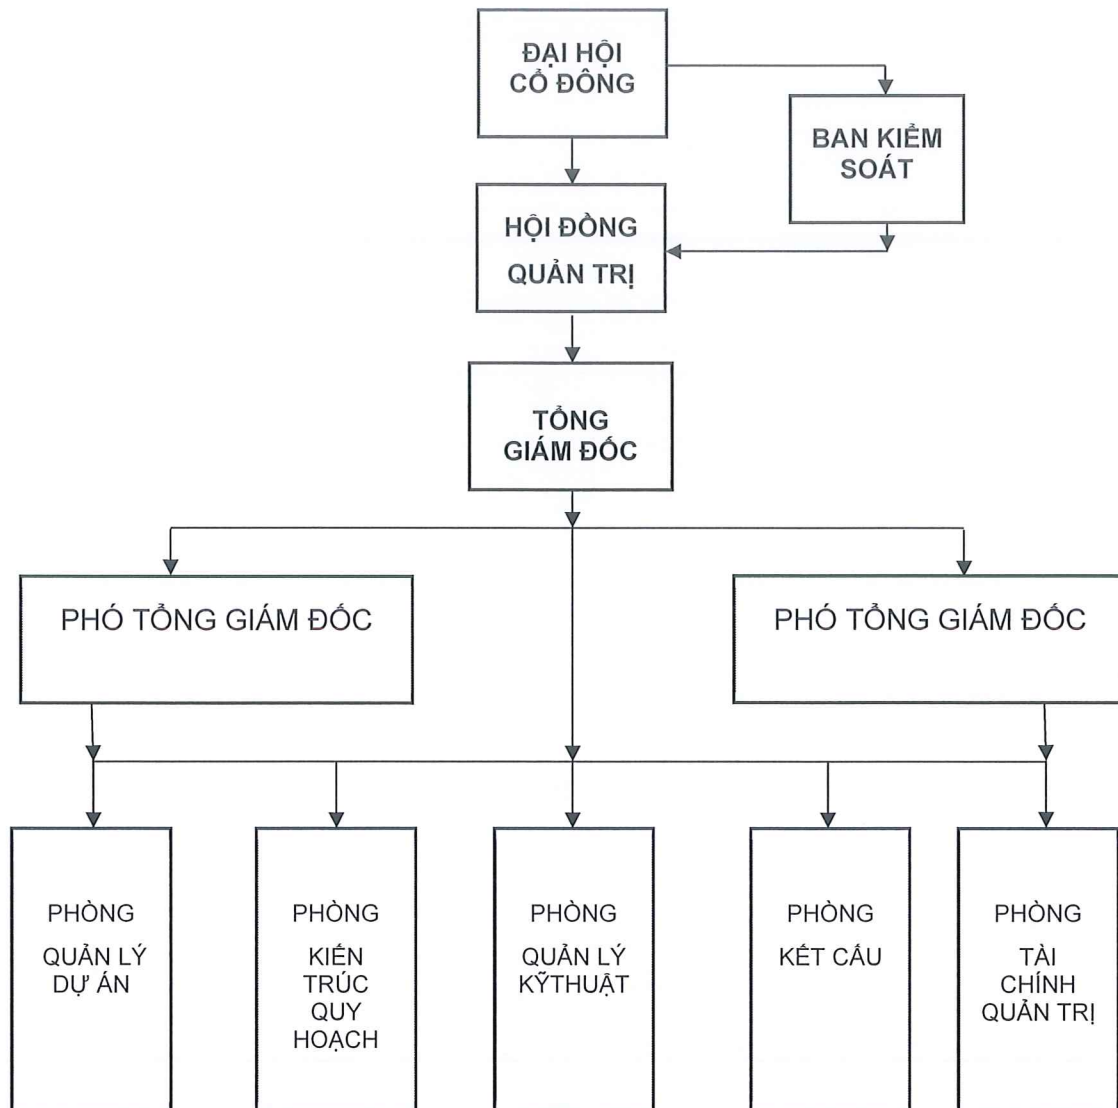 ĐẠI HỘI
CỔ ĐÔNG
BAN KIỂM
SOÁT
HỘI ĐỒNG
QUẢN TRỊ
TỔNG
GIÁM ĐỐC
PHÓ TỔNG GIÁM ĐỐC
PHÓ TỔNG GIÁM ĐỐC
PHÒNG
QUẢN LÝ
DỰ ÁN
PHÒNG
KIẾN
TRÚC
QUY
HOẠCH
PHÒNG
QUẢN LÝ
KỸTHUẬT
PHÒNG
KẾT CẤU
PHÒNG
TÀI
CHÍNH
QUẢN TRỊ